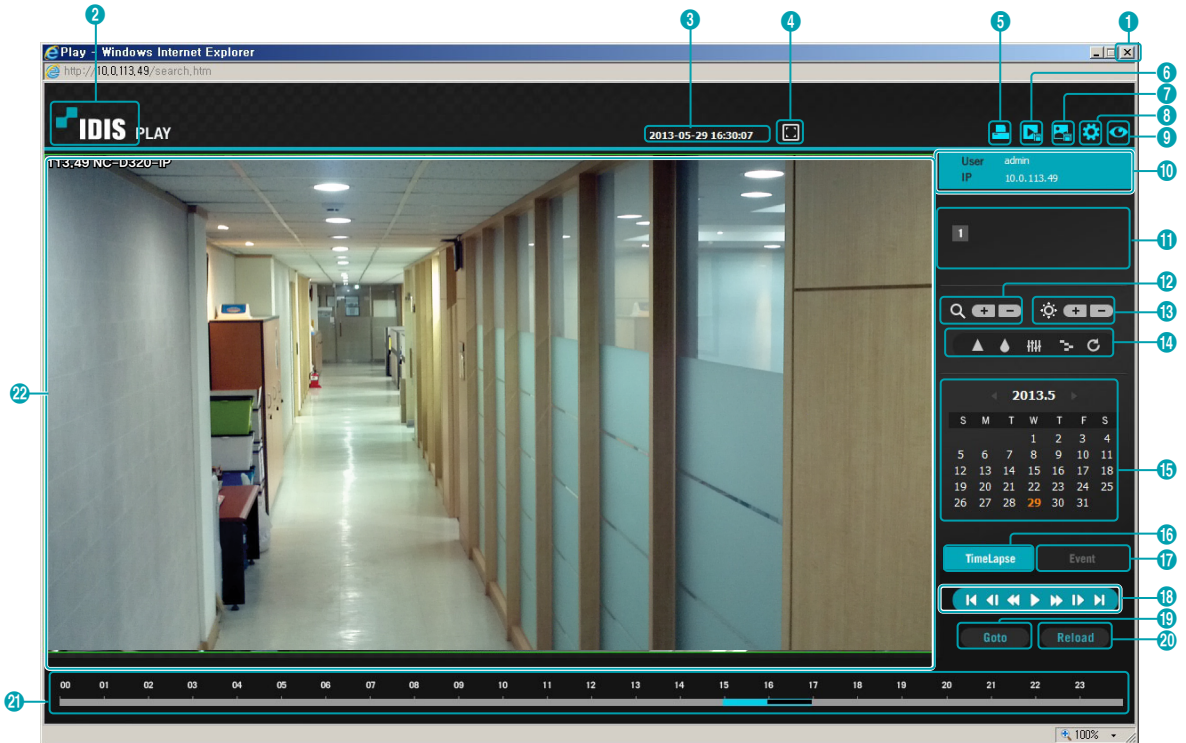 2 3 4 5 1
Play - Windows Internet Explorer
http://10.0.113.49/search.htm
6
7
8
9
IDIS PLAY
2013-05-29 16:30:07
113.49 NC-D320-IP
User admin
IP 10.0.113.49
10
1
11
12
13
14
2013.5
S M T W T F S
1 2 3 4
5 6 7 8 9 10 11
12 13 14 15 16 17 18
19 20 21 22 23 24 25
26 27 28 29 30 31
15
22
16
TimeLapse Event
17
18
19
Goto Reload
20
00 01 02 03 04 05 06 07 08 09 10 11 12 13 14 15 16 17 18 19 20 21 22 23
21
100%